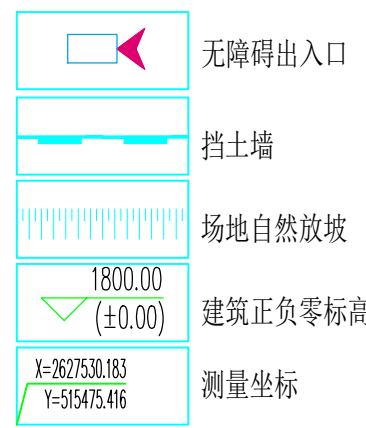 无障碍出入口
挡土墙
场地自然放坡
1800.00
(±0.00)
建筑正负零标高
X=2627530.183
Y=515475.416
测量坐标